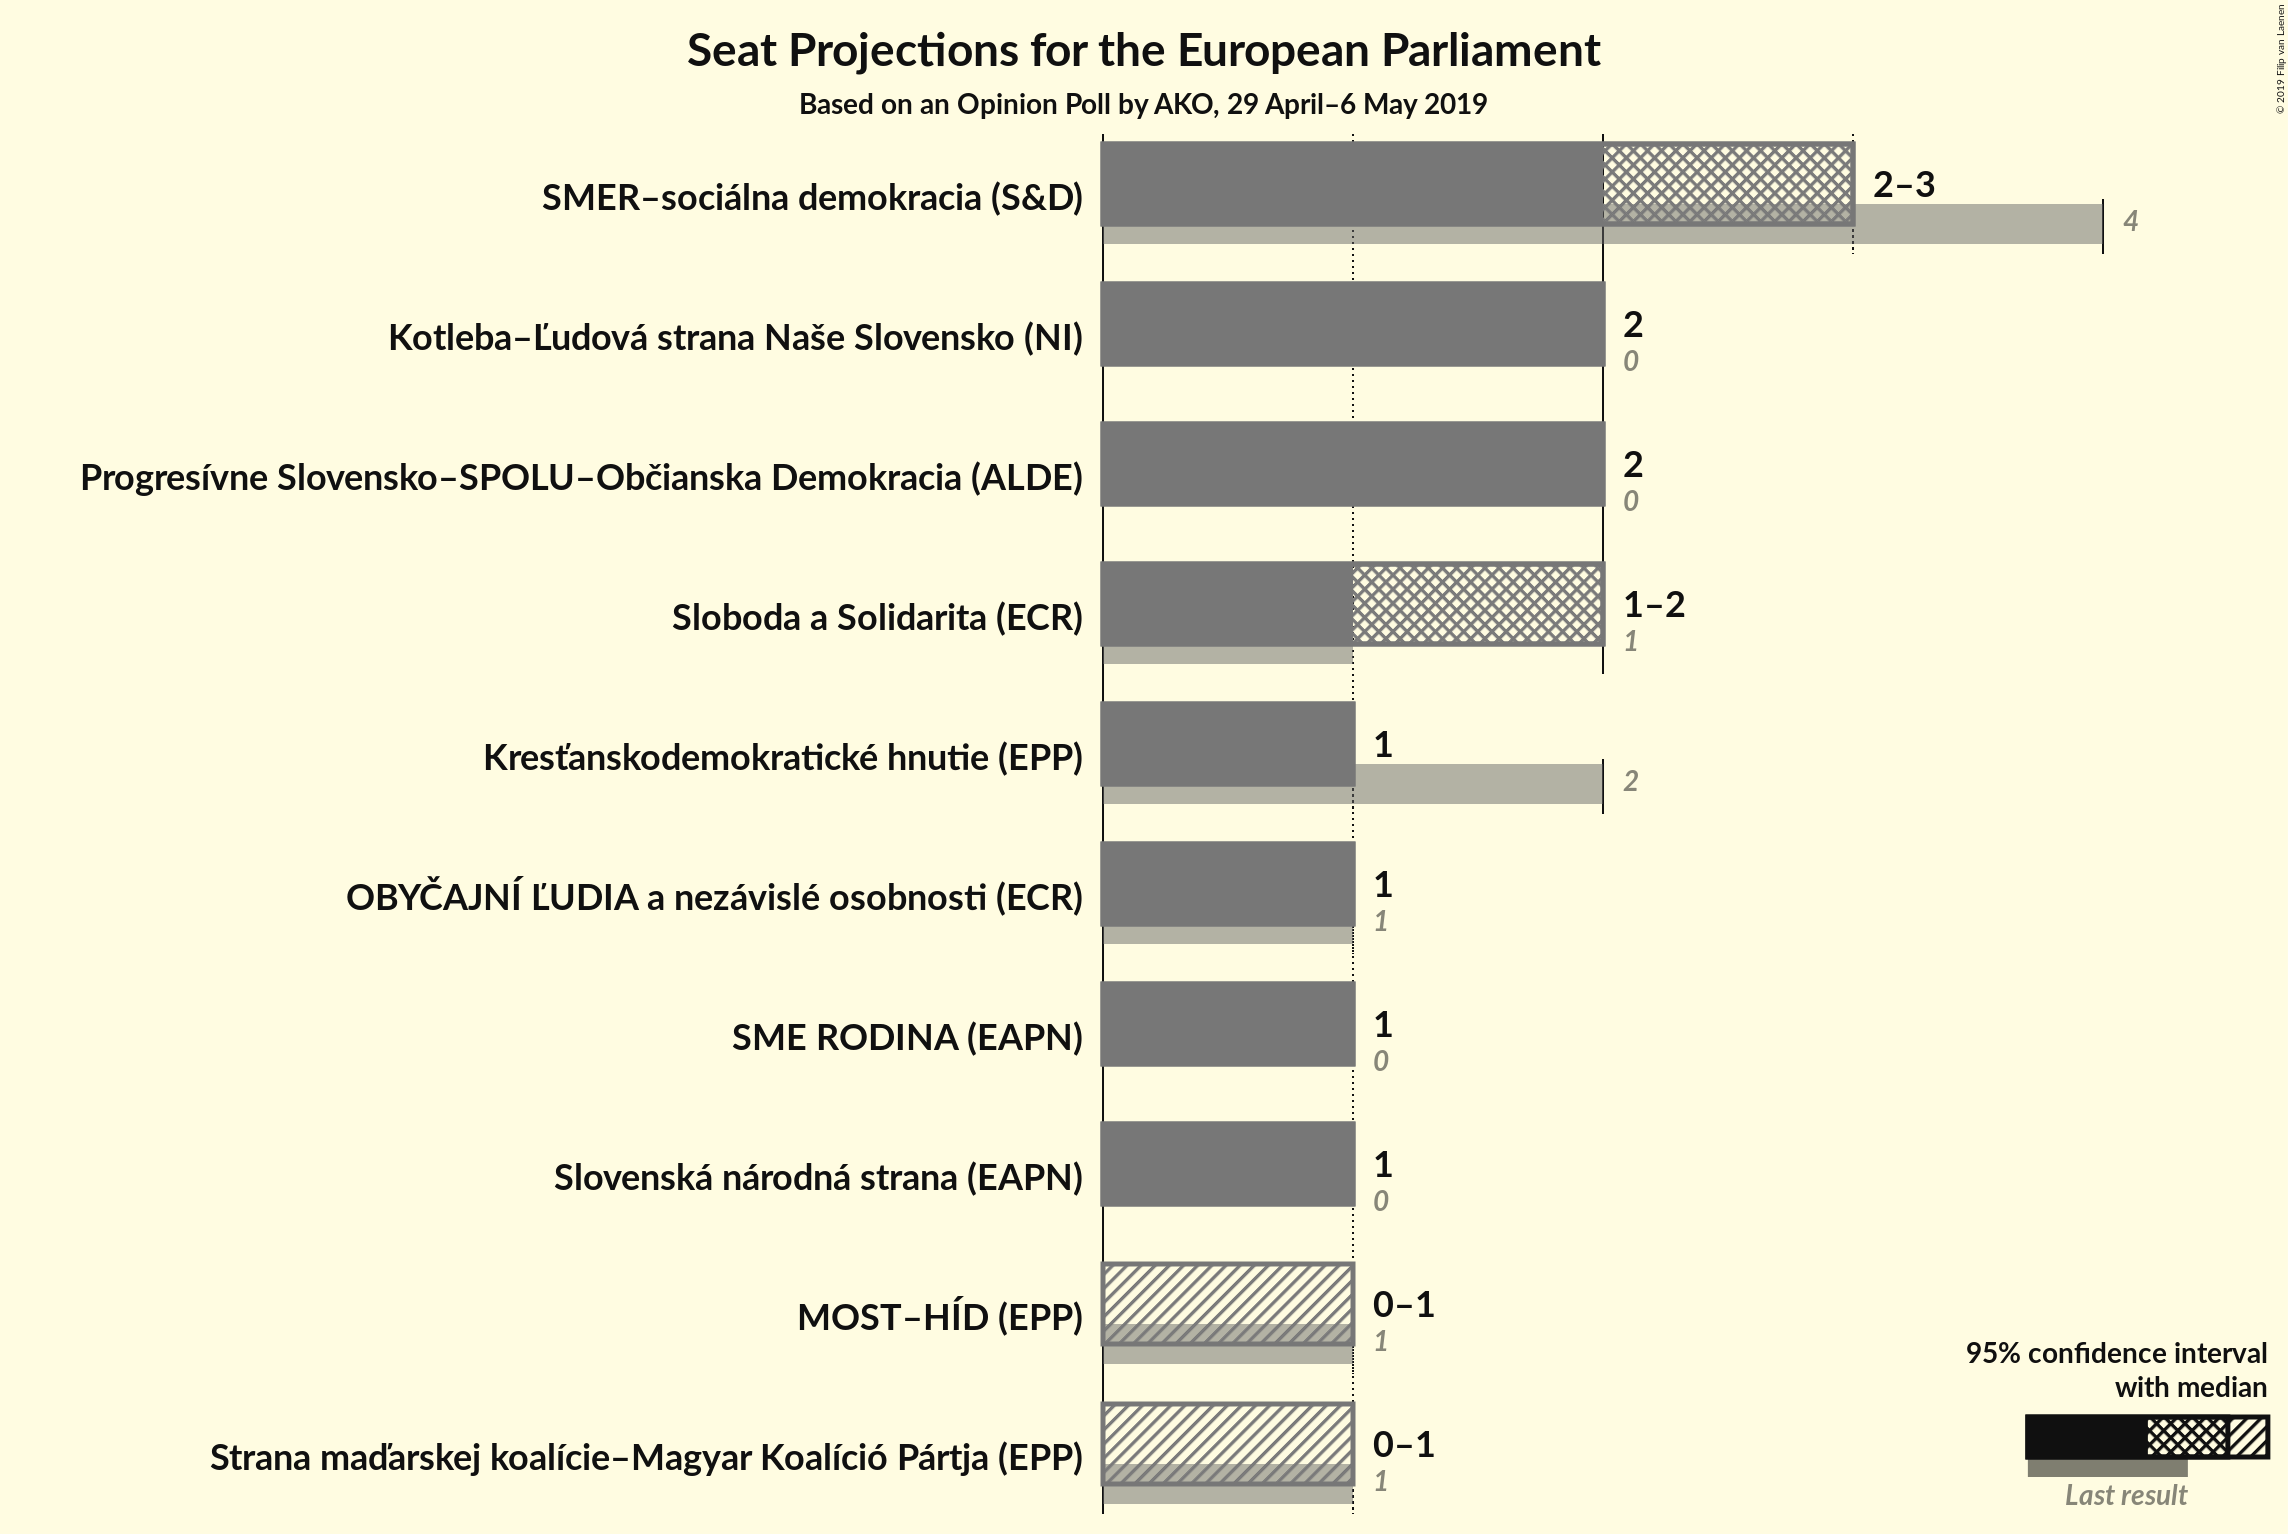 Seat Projections for the European Parliament
Based on an Opinion Poll by AKO, 29 April–6 May 2019
© 2019 Filip van Laenen
SMER–sociálna demokracia (S&D)
2–3
4
Kotleba–Ľudová strana Naše Slovensko (NI)
2
0
Progresívne Slovensko–SPOLU–Občianska Demokracia (ALDE)
2
0
Sloboda a Solidarita (ECR)
1–2
1
Kresťanskodemokratické hnutie (EPP)
1
2
OBYČAJNÍ ĽUDIA a nezávislé osobnosti (ECR)
1
1
SME RODINA (EAPN)
1
0
Slovenská národná strana (EAPN)
1
0
MOST–HÍD (EPP)
0–1
1
Strana maďarskej koalície–Magyar Koalíció Pártja (EPP)
0–1
1
95% confidence interval
with median
Last result